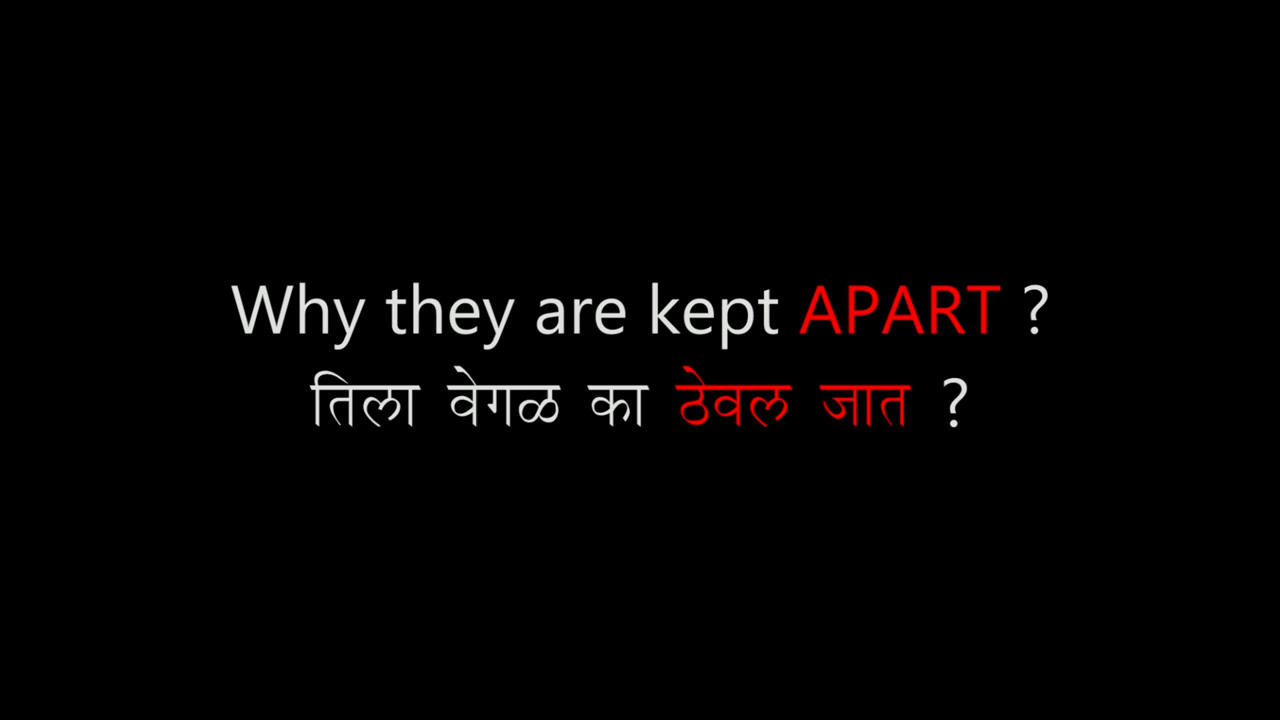 Why they are kept APART ?
तिला वेगळ का ठेवल जात ?